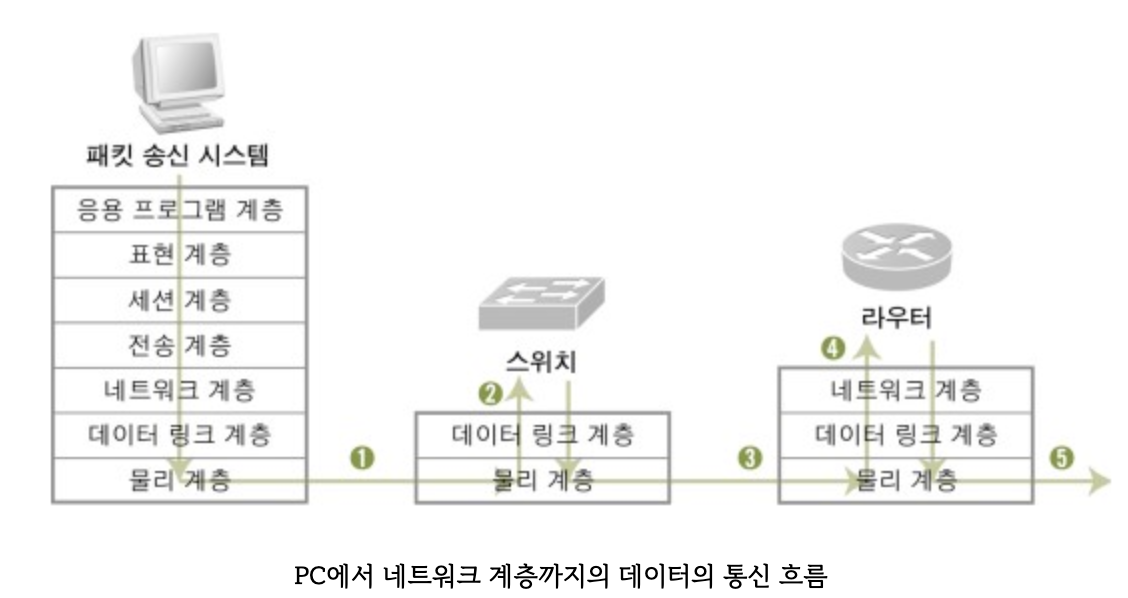 패킷 송신 시스템
응용 프로그램 계층
표현 계층
세션 계층
전송 계층
네트워크 계층
데이터 링크 계층
물리 계층
❶
스위치
❷
데이터 링크 계층
물리 계층
❸
라우터
❹
네트워크 계층
데이터 링크 계층
물리 계층
❺
PC에서 네트워크 계층까지의 데이터의 통신 흐름